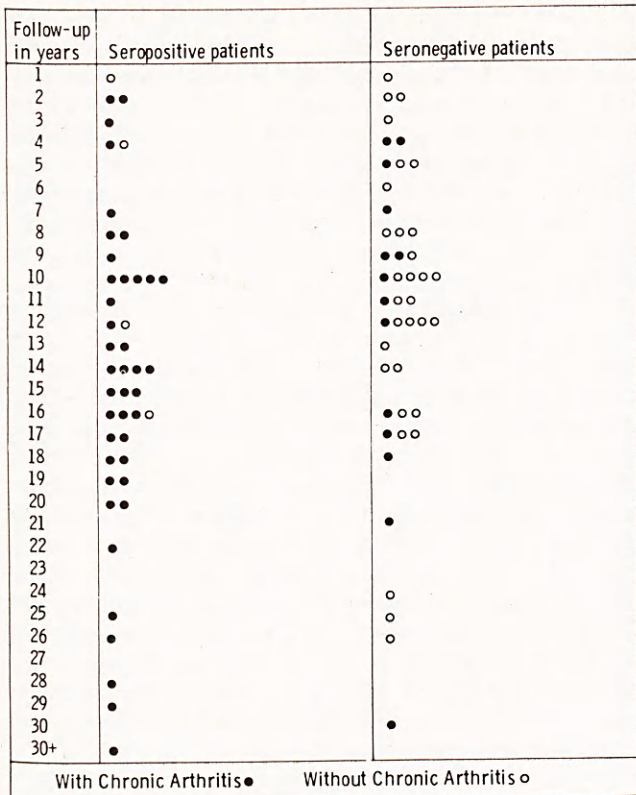 Follow-up
in years Seropositive patients Seronegative patients
1 ○ ○
2 ●● ○○
3 ● ○
4 ●○ ●●
5 ●○○
6 ○
7 ● ●
8 ●● ○○○
9 ● ●●○
10 ●●●●● ●○○○○
11 ● ●○○
12 ●○ ●○○○○
13 ●● ○
14 ●●●● ○○
15 ●●●
16 ●●●○ ●○○
17 ●● ●○○
18 ●● ●
19 ●●
20 ●●
21 ●
22 ●
23
24 ○
25 ● ○
26 ● ○
27
28 ●
29 ●
30 ●
30+ ●
With Chronic Arthritis ● Without Chronic Arthritis ○